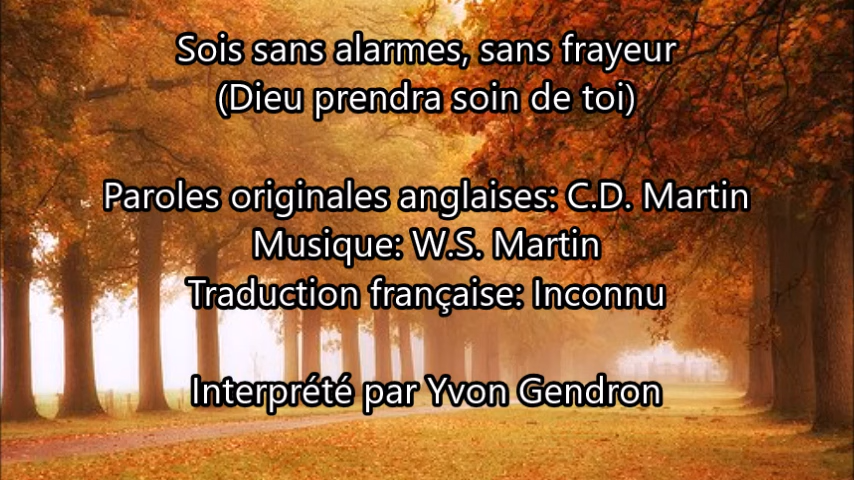 Sois sans alarmes, sans frayeur
(Dieu prendra soin de toi)
Paroles originales anglaises: C.D. Martin
Musique: W.S. Martin
Traduction française: Inconnu
Interprété par Yvon Gendron